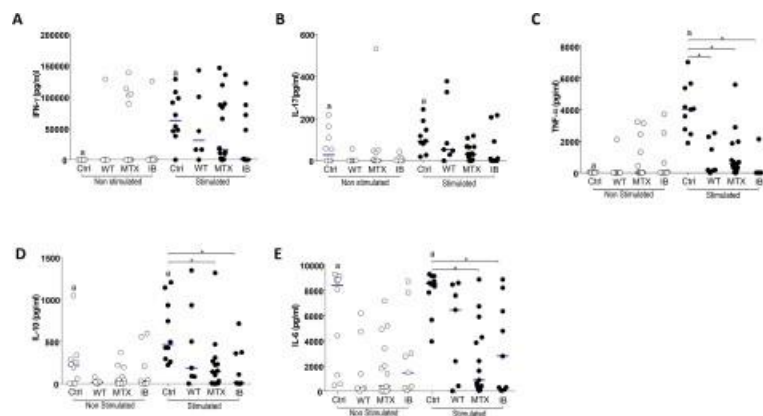 A
IFN-γ (pg/ml)
200000
150000
100000
50000
0
a
a
Ctrl WT MTX IB Ctrl WT MTX IB
Non stimulated Stimulated
B
IL-17(pg/ml)
600
400
200
0
a
a
Ctrl WT MTX IB Ctrl WT MTX IB
Non stimulated Stimulated
C
TNF-α (pg/ml)
8000
6000
4000
2000
0
a
Ctrl WT MTX IB Ctrl WT MTX IB
Non Stimulated Stimulated
D
IL-10 (pg/ml)
1500
1000
500
0
a
a
Ctrl WT MTX IB Ctrl WT MTX IB
Non Stimulated Stimulated
E
IL-6 (pg/ml)
10000
8000
6000
4000
2000
0
a
Ctrl WT MTX IB Ctrl WT MTX IB
Non Stimulated Stimulated